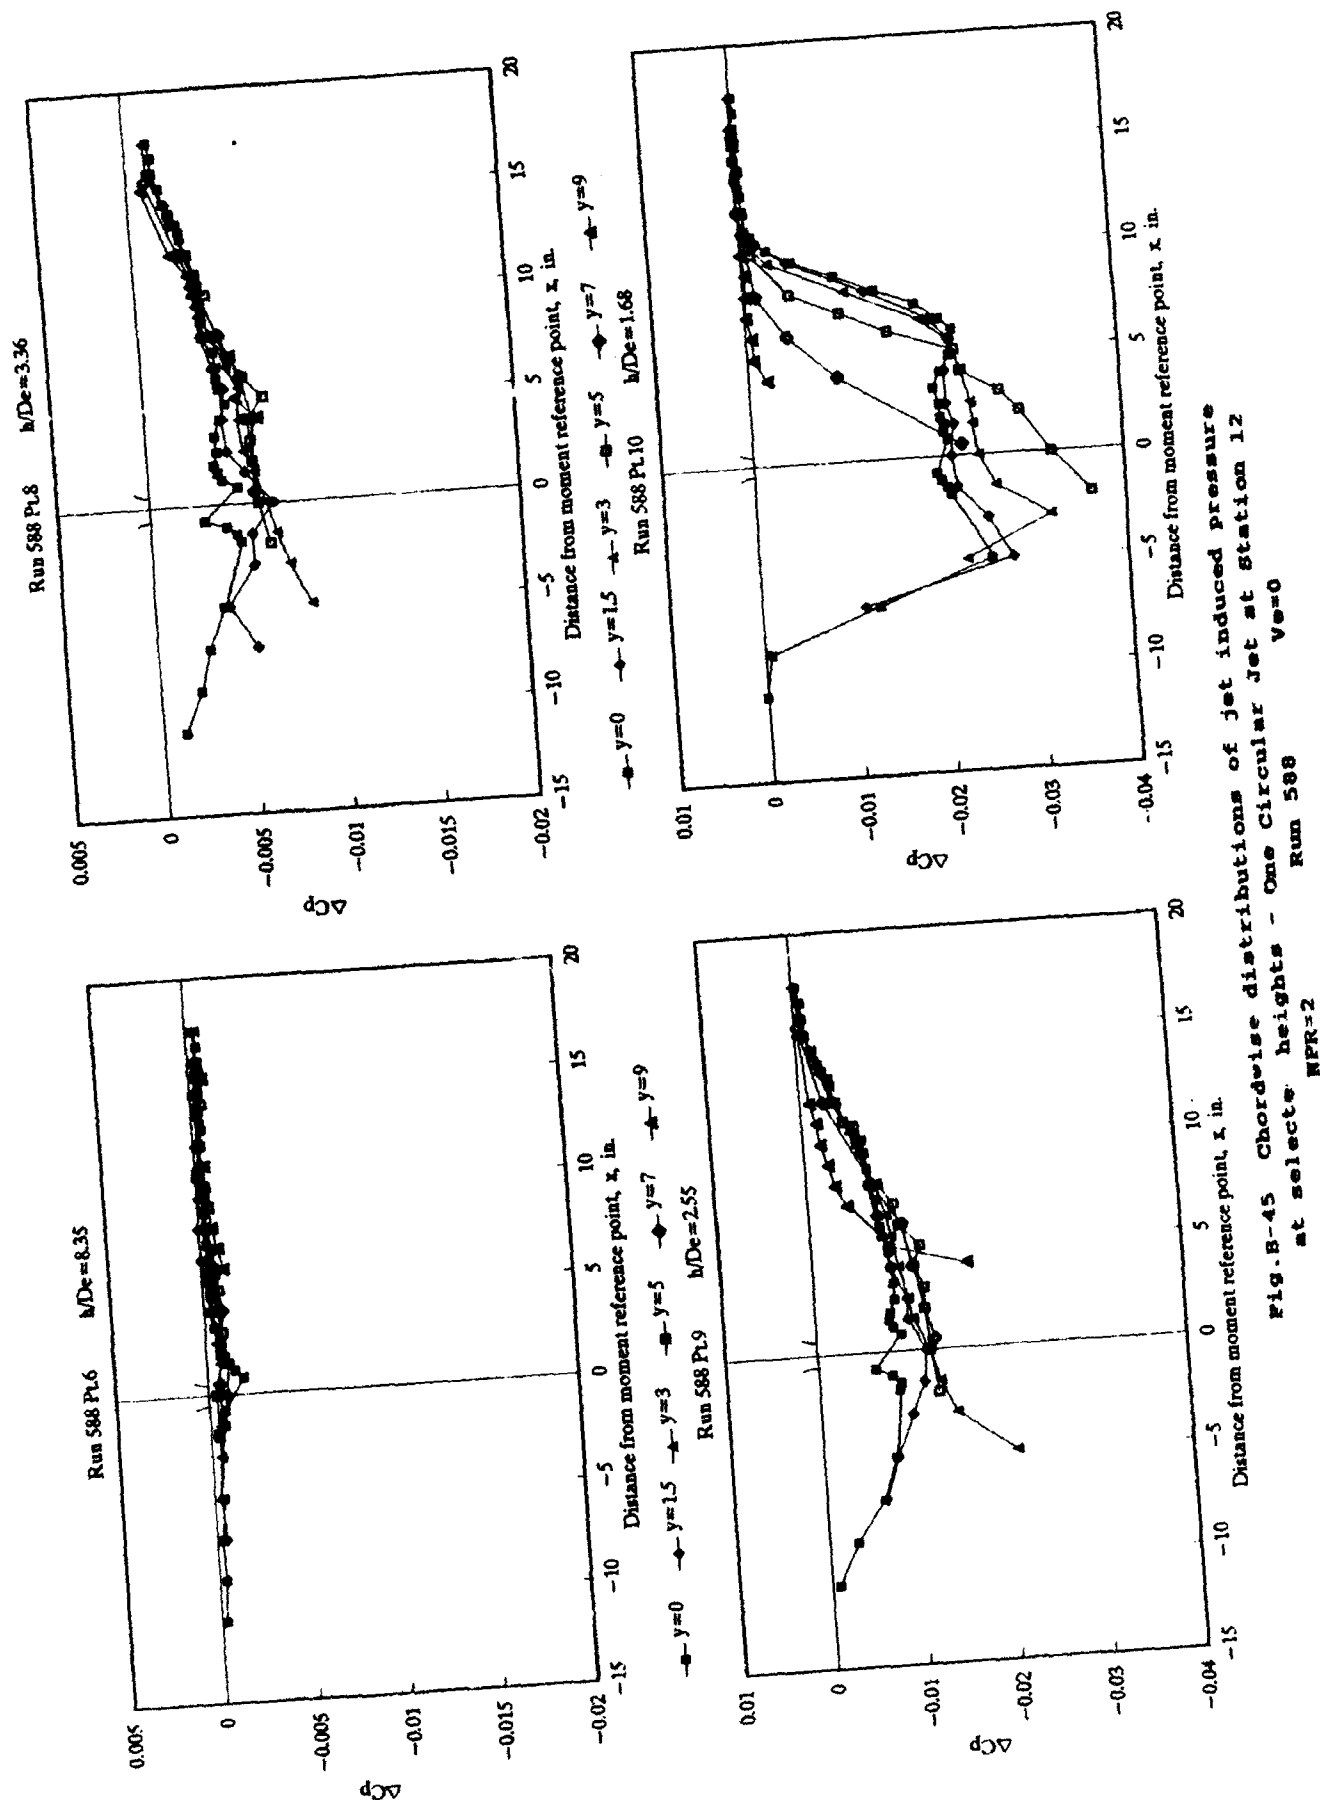 Run 588 Pt.6 h/De=8.35
0.005
0
-0.005
-0.01
-0.015
-0.02
ΔCp
-15 -10 -5 0 5 10 15 20
Distance from moment reference point, x, in.
y=0 y=1.5 y=3 y=5 y=7 y=9
Run 588 Pt.8 h/De=3.36
0.005
0
-0.005
-0.01
-0.015
-0.02
ΔCp
-15 -10 -5 0 5 10 15 20
Distance from moment reference point, x, in.
y=0 y=1.5 y=3 y=5 y=7 y=9
Run 588 Pt.9 h/De=2.55
0.01
0
-0.01
-0.02
-0.03
-0.04
ΔCp
-15 -10 -5 0 5 10 15 20
Distance from moment reference point, x, in.
Run 588 Pt.10 h/De=1.68
0.01
0
-0.01
-0.02
-0.03
-0.04
ΔCp
-15 -10 -5 0 5 10 15 20
Distance from moment reference point, x, in.
Fig.B-45 Chordwise distributions of jet induced pressure
at selecte heights - One Circular Jet at Station 12
NPR=2 Run 588 Ve=0